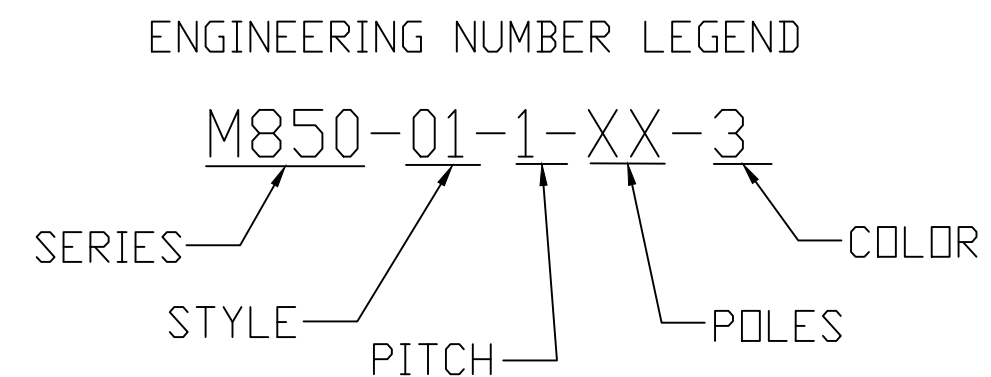 ENGINEERING NUMBER LEGEND
M850-01-1-XX-3
SERIES
COLOR
STYLE
POLES
PITCH